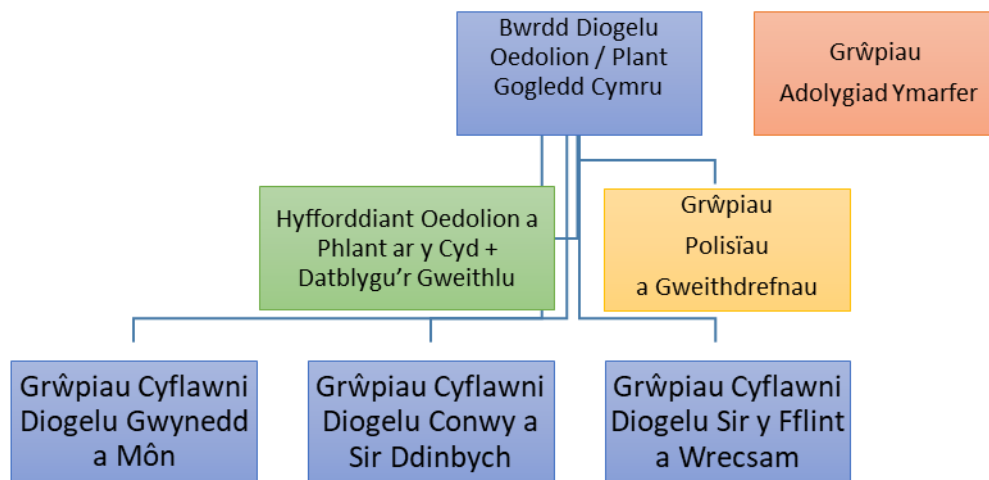 Bwrdd Diogelu
Oedolion / Plant
Gogledd Cymru
Grŵpiau
Adolygiad Ymarfer
Hyfforddiant Oedolion a
Phlant ar y Cyd +
Datblygu'r Gweithlu
Grŵpiau
Polisïau
a Gweithdrefnau
Grŵpiau Cyflawni
Diogelu Gwynedd
a Môn
Grŵpiau Cyflawni
Diogelu Conwy a
Sir Ddinbych
Grŵpiau Cyflawni
Diogelu Sir y Fflint
a Wrecsam